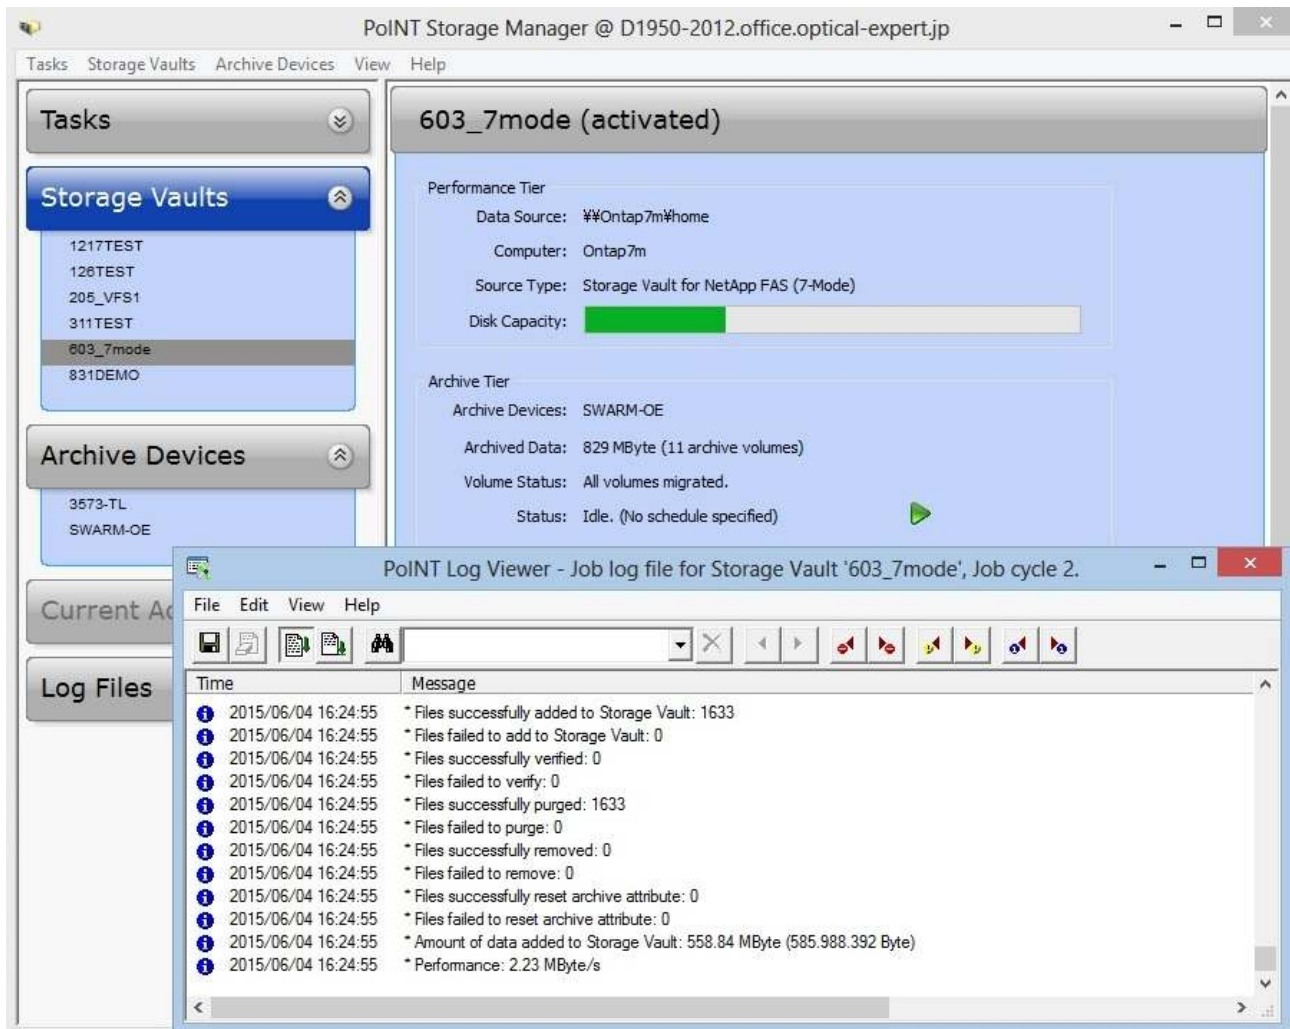 PoINT Storage Manager @ D1950-2012.office.optical-expert.jp
Tasks Storage Vaults Archive Devices View Help
Tasks
Storage Vaults
1217TEST
126TEST
205_VFS1
311TEST
603_7mode
831DEMO
Archive Devices
3573-TL
SWARM-OE
Current Ac
Log Files
603_7mode (activated)
Performance Tier
Data Source: ¥¥Ontap7m¥home
Computer: Ontap7m
Source Type: Storage Vault for NetApp FAS (7-Mode)
Disk Capacity:
Archive Tier
Archive Devices: SWARM-OE
Archived Data: 829 MByte (11 archive volumes)
Volume Status: All volumes migrated.
Status: Idle. (No schedule specified)
PoINT Log Viewer - Job log file for Storage Vault '603_7mode', Job cycle 2.
File Edit View Help
Time Message
2015/06/04 16:24:55 * Files successfully added to Storage Vault: 1633
2015/06/04 16:24:55 * Files failed to add to Storage Vault: 0
2015/06/04 16:24:55 * Files successfully verified: 0
2015/06/04 16:24:55 * Files failed to verify: 0
2015/06/04 16:24:55 * Files successfully purged: 1633
2015/06/04 16:24:55 * Files failed to purge: 0
2015/06/04 16:24:55 * Files successfully removed: 0
2015/06/04 16:24:55 * Files failed to remove: 0
2015/06/04 16:24:55 * Files successfully reset archive attribute: 0
2015/06/04 16:24:55 * Files failed to reset archive attribute: 0
2015/06/04 16:24:55 * Amount of data added to Storage Vault: 558.84 MByte (585.988.392 Byte)
2015/06/04 16:24:55 * Performance: 2.23 MByte/s